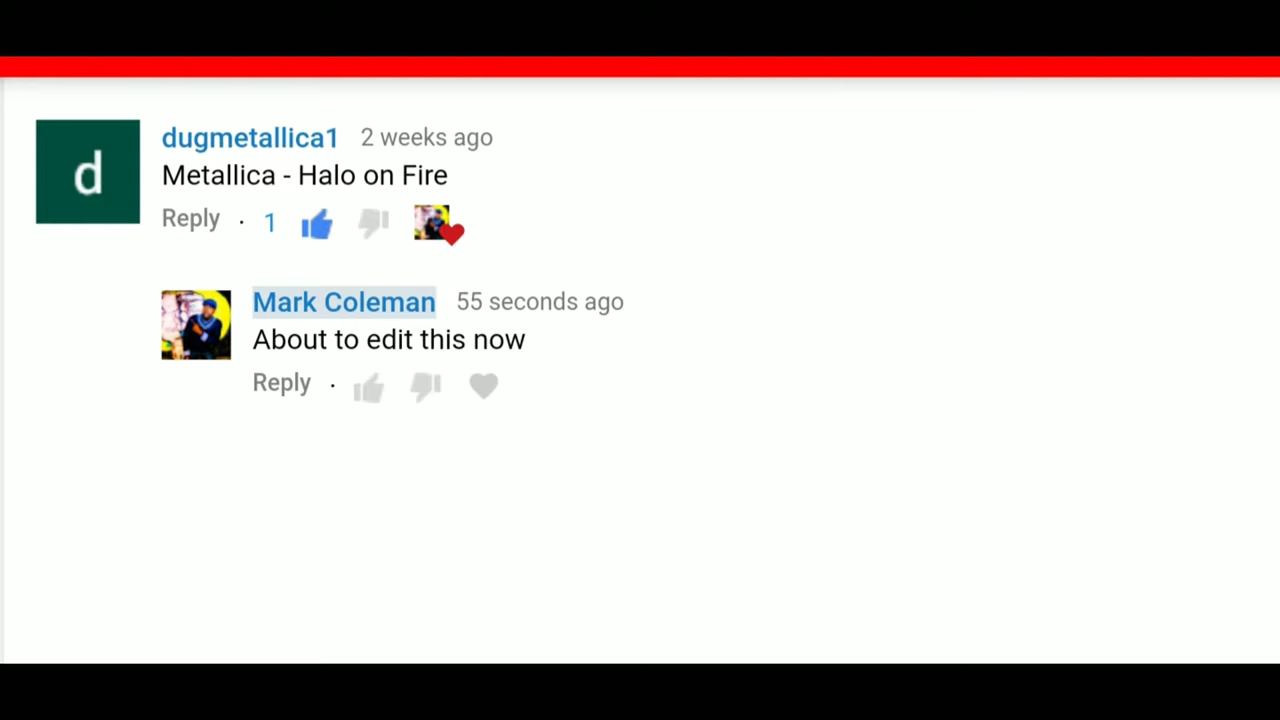 d
dugmetallica1 2 weeks ago
Metallica - Halo on Fire
Reply · 1
Mark Coleman 55 seconds ago
About to edit this now
Reply ·